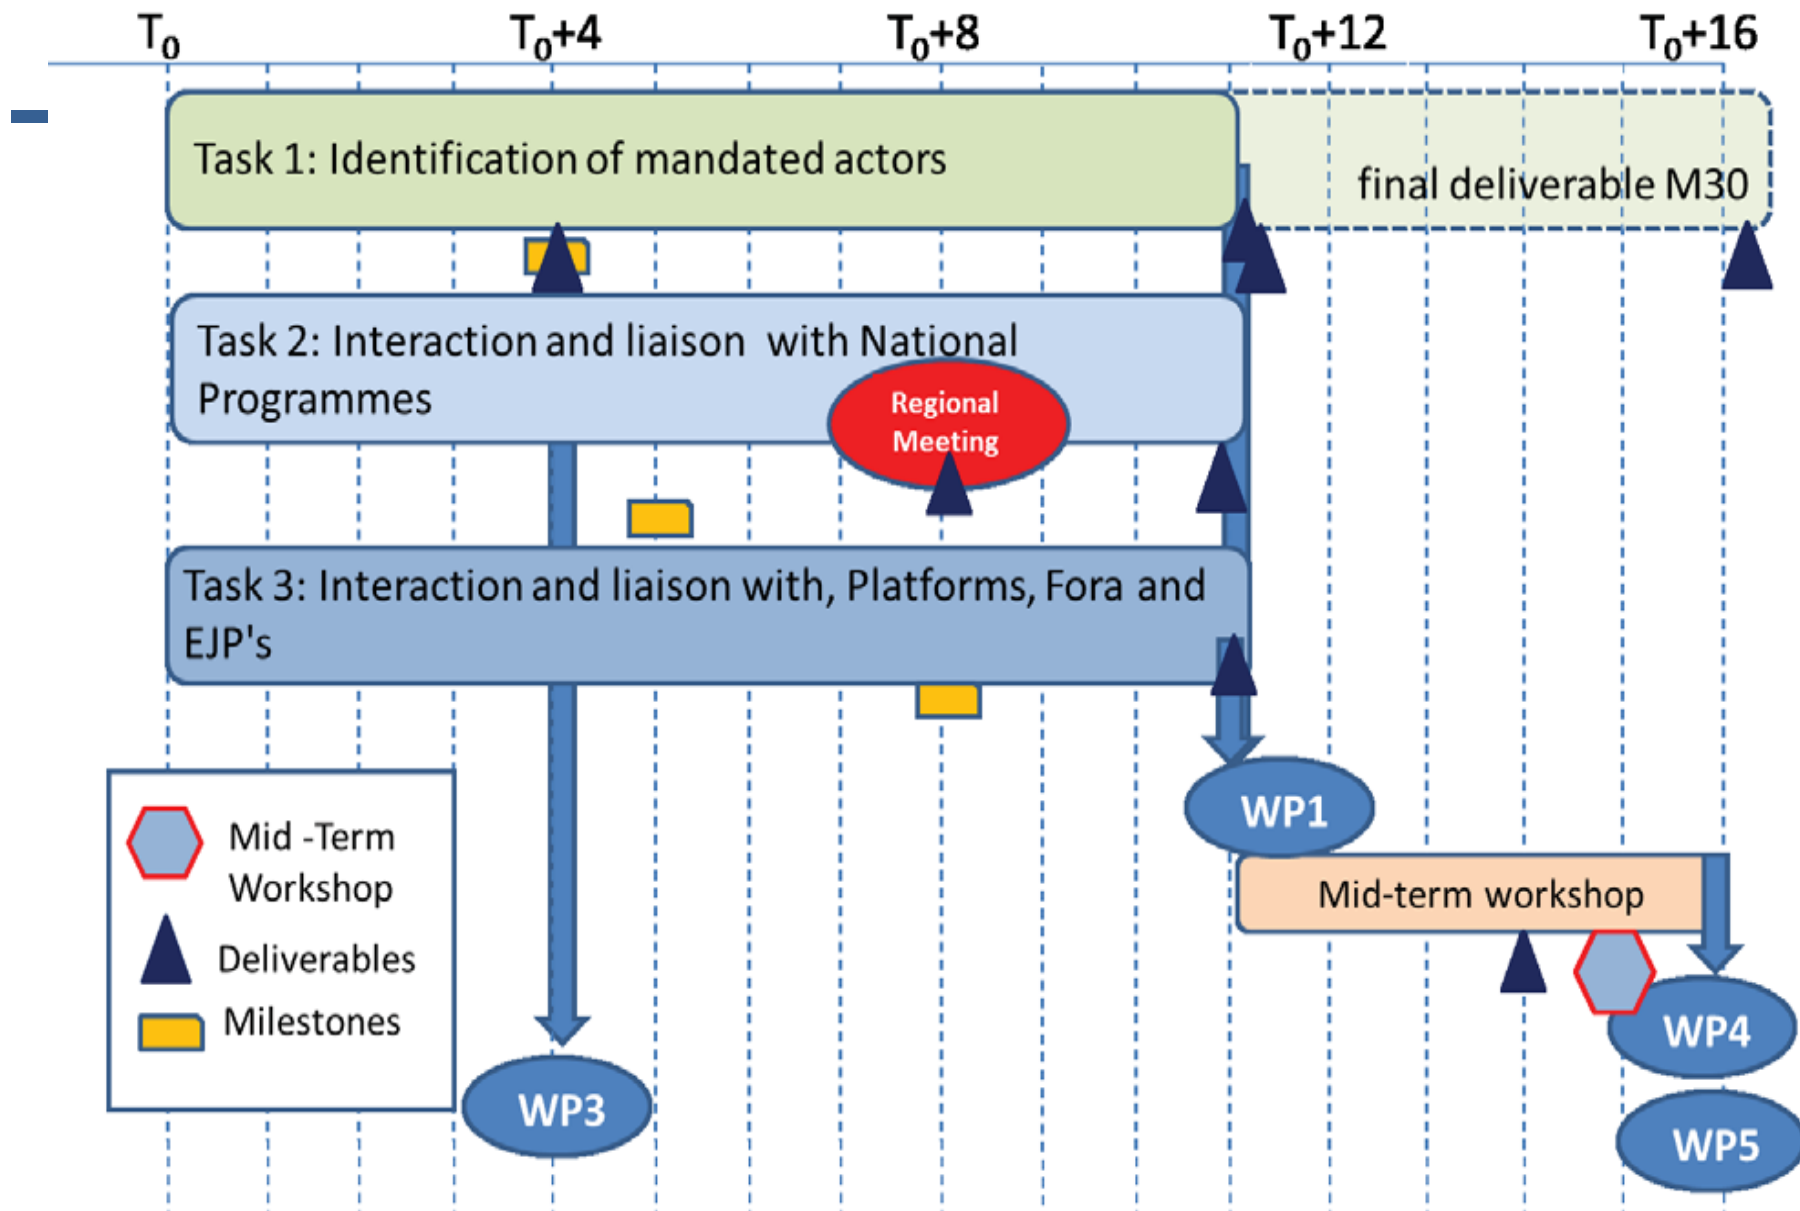 T₀ T₀+4 T₀+8 T₀+12 T₀+16
Task 1: Identification of mandated actors
final deliverable M30
Task 2: Interaction and liaison  with National
Programmes
Regional
Meeting
Task 3: Interaction and liaison with, Platforms, Fora and
EJP's
WP1
Mid -Term
Workshop
Deliverables
Milestones
Mid-term workshop
WP4
WP3
WP5